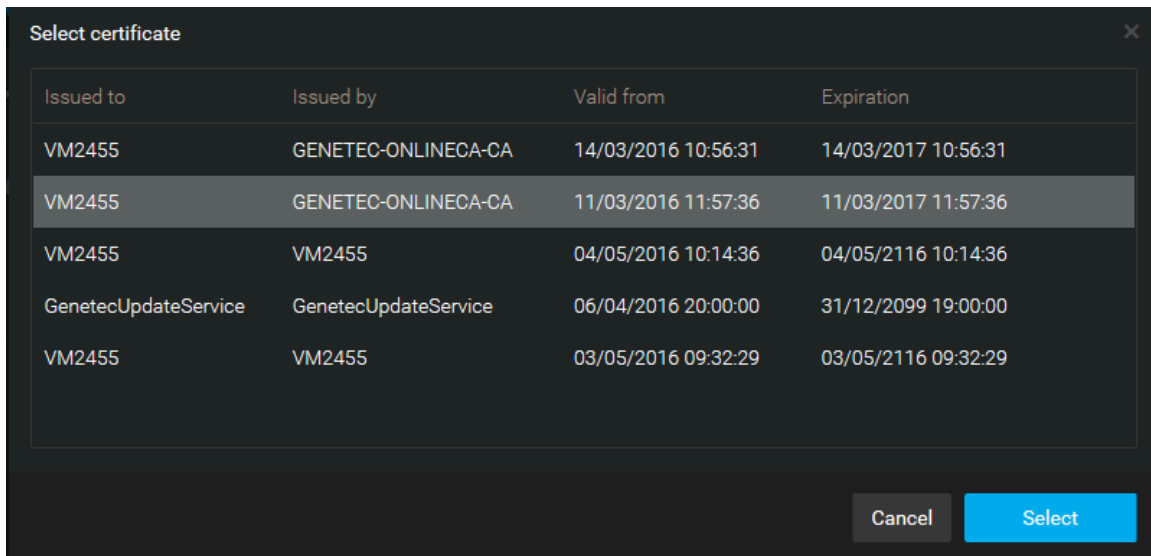 Select certificate
Issued to Issued by Valid from Expiration
VM2455 GENETEC-ONLINECA-CA 14/03/2016 10:56:31 14/03/2017 10:56:31
VM2455 GENETEC-ONLINECA-CA 11/03/2016 11:57:36 11/03/2017 11:57:36
VM2455 VM2455 04/05/2016 10:14:36 04/05/2116 10:14:36
GenetecUpdateService GenetecUpdateService 06/04/2016 20:00:00 31/12/2099 19:00:00
VM2455 VM2455 03/05/2016 09:32:29 03/05/2116 09:32:29
Cancel Select